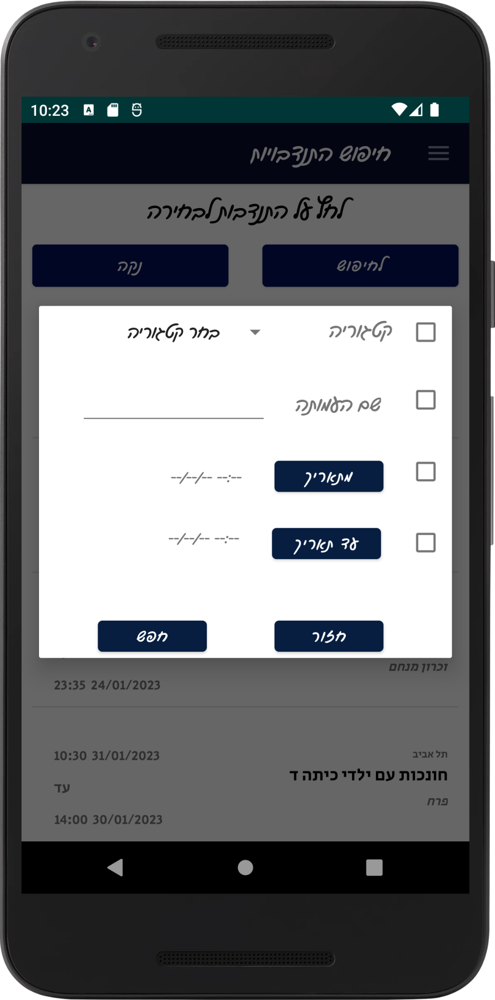 10:23
חיפוש התנדבויות
לחץ על התנדבות לבחירה
לחיפוש
נקה
קטגוריה
בחר קטגוריה
שם העמותה
מתאריך
--/--/-- --:--
עד תאריך
--/--/-- --:--
חזור
חפש
זכרון מנחם
23:35 24/01/2023
תל אביב
10:30 31/01/2023
חונכות עם ילדי כיתה ד
עד
פרח
14:00 30/01/2023